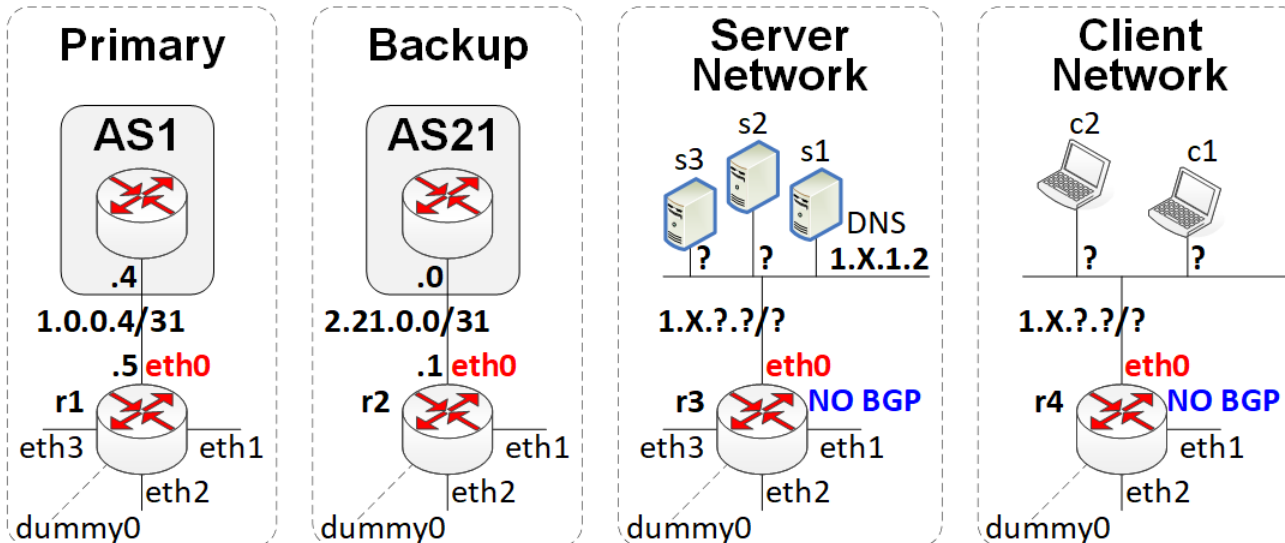 Primary
AS1
.4
1.0.0.4/31
.5 eth0
r1
eth3
eth1
eth2
dummy0
Backup
AS21
.0
2.21.0.0/31
.1 eth0
r2
eth3
eth1
eth2
dummy0
Server
Network
s2
s3
s1
DNS
?
?
1.X.1.2
1.X.?.?/?
eth0
r3
NO BGP
eth3
eth1
eth2
dummy0
Client
Network
c2
c1
?
?
1.X.?.?/?
eth0
r4
NO BGP
eth1
eth2
dummy0